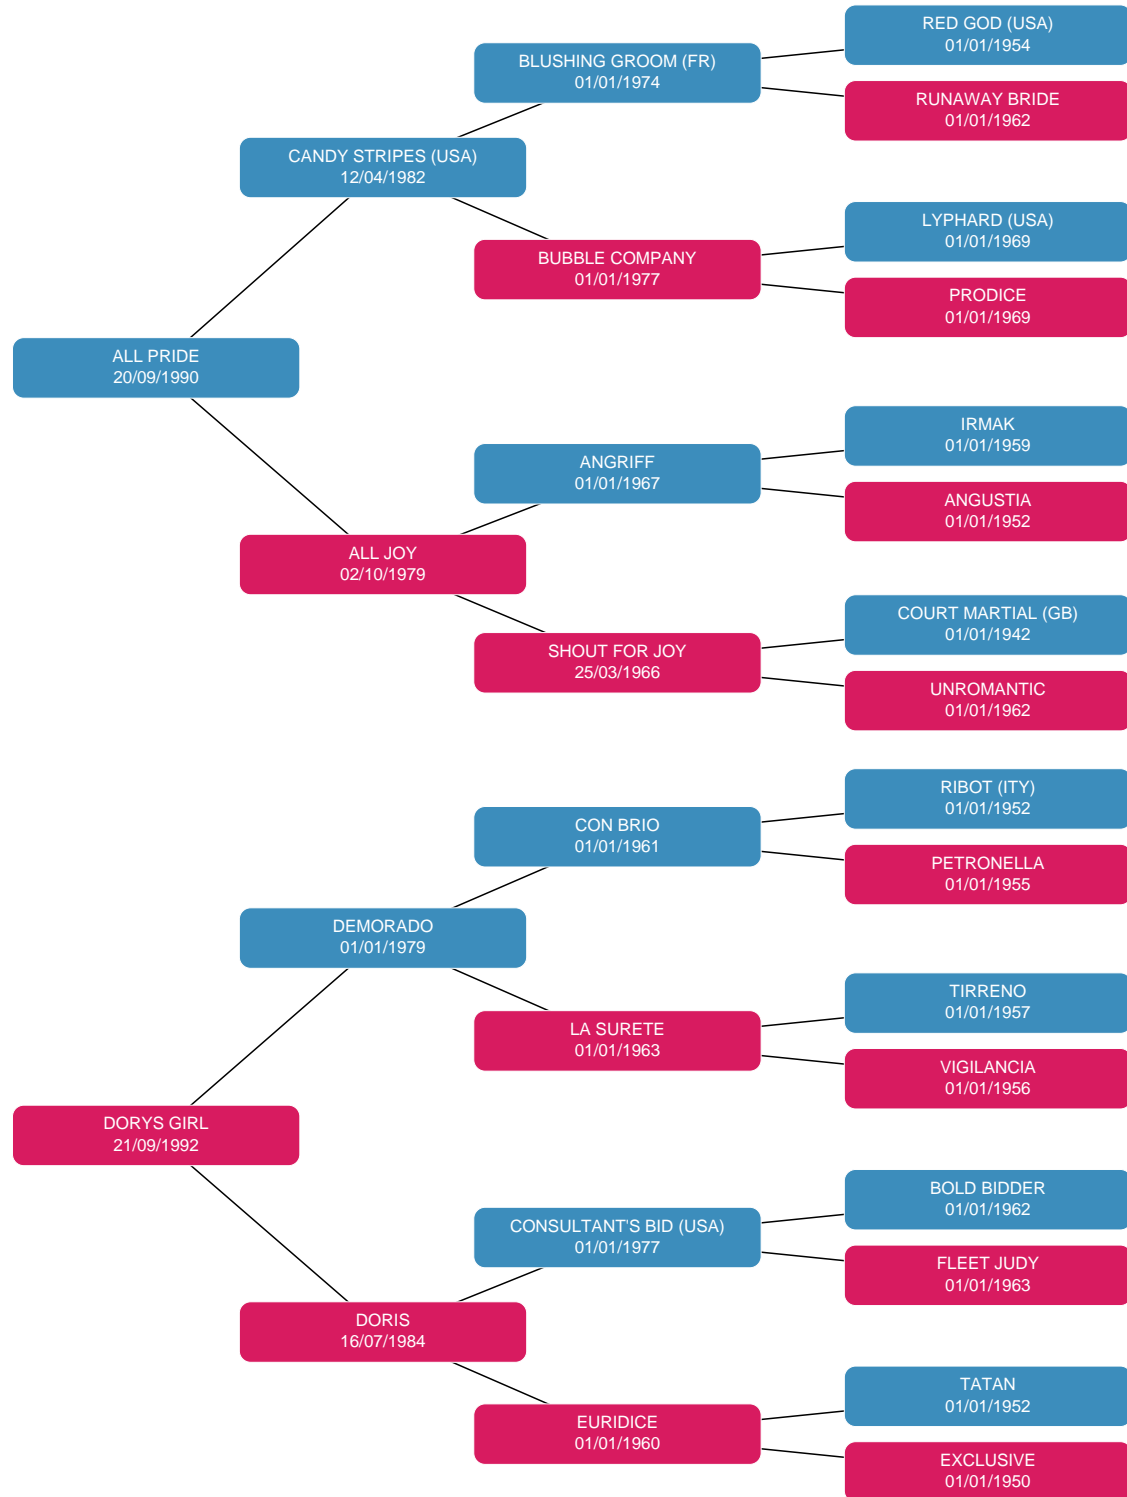 RED GOD (USA)
01/01/1954
BLUSHING GROOM (FR)
01/01/1974
RUNAWAY BRIDE
01/01/1962
CANDY STRIPES (USA)
12/04/1982
LYPHARD (USA)
01/01/1969
BUBBLE COMPANY
01/01/1977
PRODICE
01/01/1969
ALL PRIDE
20/09/1990
IRMAK
01/01/1959
ANGRIFF
01/01/1967
ANGUSTIA
01/01/1952
ALL JOY
02/10/1979
COURT MARTIAL (GB)
01/01/1942
SHOUT FOR JOY
25/03/1966
UNROMANTIC
01/01/1962
RIBOT (ITY)
01/01/1952
CON BRIO
01/01/1961
PETRONELLA
01/01/1955
DEMORADO
01/01/1979
TIRRENO
01/01/1957
LA SURETE
01/01/1963
VIGILANCIA
01/01/1956
DORYS GIRL
21/09/1992
BOLD BIDDER
01/01/1962
CONSULTANT'S BID (USA)
01/01/1977
FLEET JUDY
01/01/1963
DORIS
16/07/1984
TATAN
01/01/1952
EURIDICE
01/01/1960
EXCLUSIVE
01/01/1950